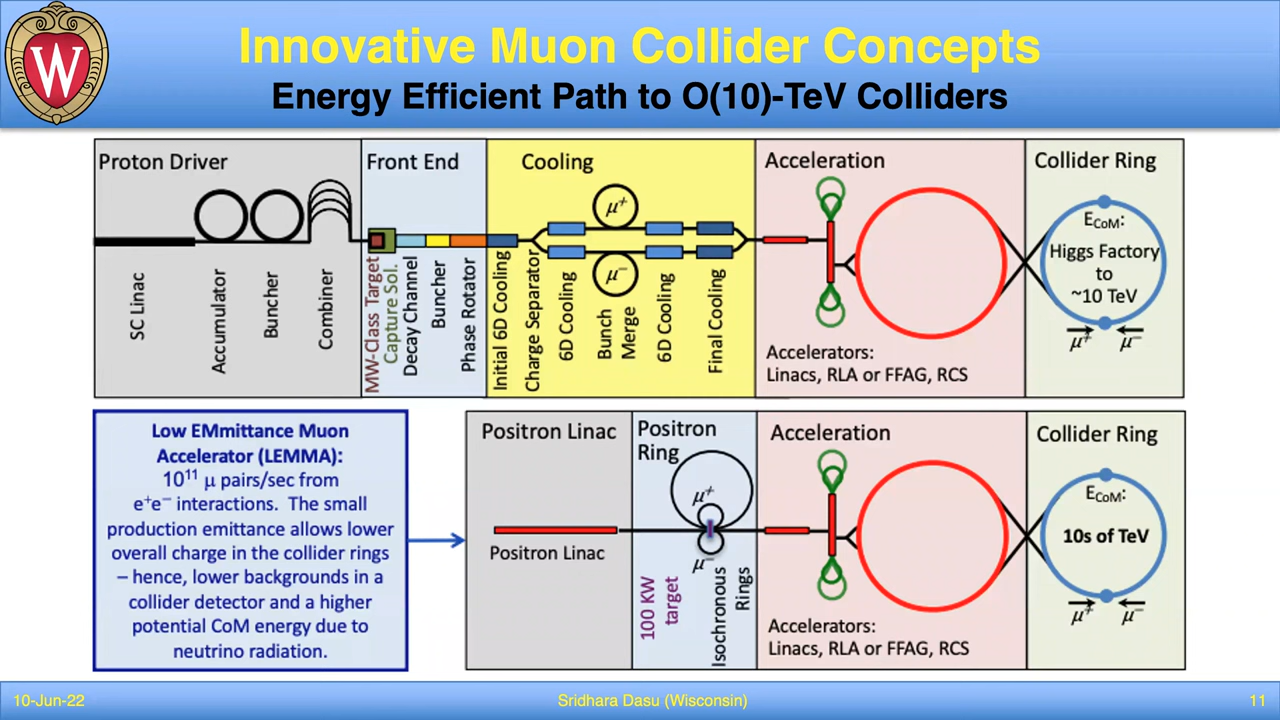 W
Innovative Muon Collider Concepts
Energy Efficient Path to O(10)-TeV Colliders
Proton Driver
SC Linac
Accumulator
Buncher
Combiner
Front End
MW-Class Target
Capture Sol.
Decay Channel
Buncher
Phase Rotator
Cooling
μ+
μ−
Initial 6D Cooling
Charge Separator
6D Cooling
Bunch
Merge
6D Cooling
Final Cooling
Acceleration
Accelerators:
Linacs, RLA or FFAG, RCS
Collider Ring
ECoM:
Higgs Factory
to
~10 TeV
μ+ μ−
Low EMmittance Muon
Accelerator (LEMMA):
10¹¹ μ pairs/sec from
e⁺e⁻ interactions. The small
production emittance allows lower
overall charge in the collider rings
– hence, lower backgrounds in a
collider detector and a higher
potential CoM energy due to
neutrino radiation.
Positron Linac
Positron Linac
Positron
Ring
μ+
μ−
100 KW
target
Isochronous
Rings
Acceleration
Accelerators:
Linacs, RLA or FFAG, RCS
Collider Ring
ECoM:
10s of TeV
μ+ μ−
10-Jun-22
Sridhara Dasu (Wisconsin)
11